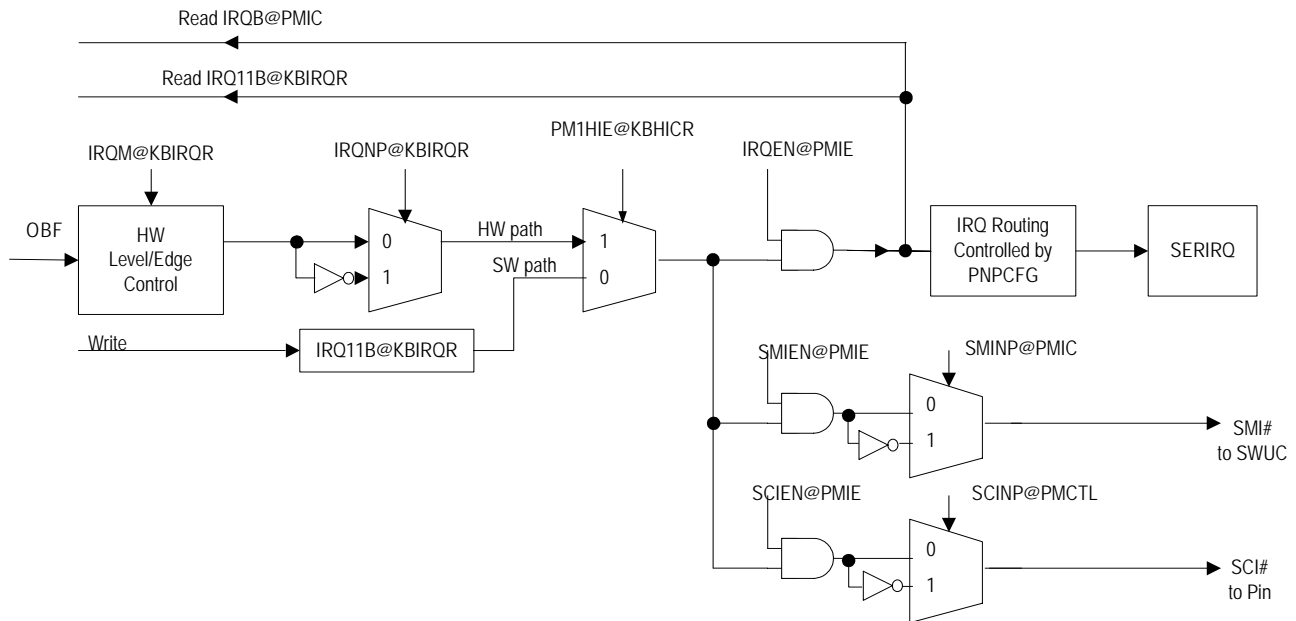 Read IRQB@PMIC
Read IRQ11B@KBIRQR
PM1HIE@KBHICR
IRQM@KBIRQR
IRQNP@KBIRQR
IRQEN@PMIE
OBF
HW
Level/Edge
Control
0
1
HW path
SW path
1
0
IRQ Routing
Controlled by
PNPCFG
SERIRQ
Write
IRQ11B@KBIRQR
SMIEN@PMIE
SMINP@PMIC
0
1
SMI#
to SWUC
SCIEN@PMIE
SCINP@PMCTL
0
1
SCI#
to Pin